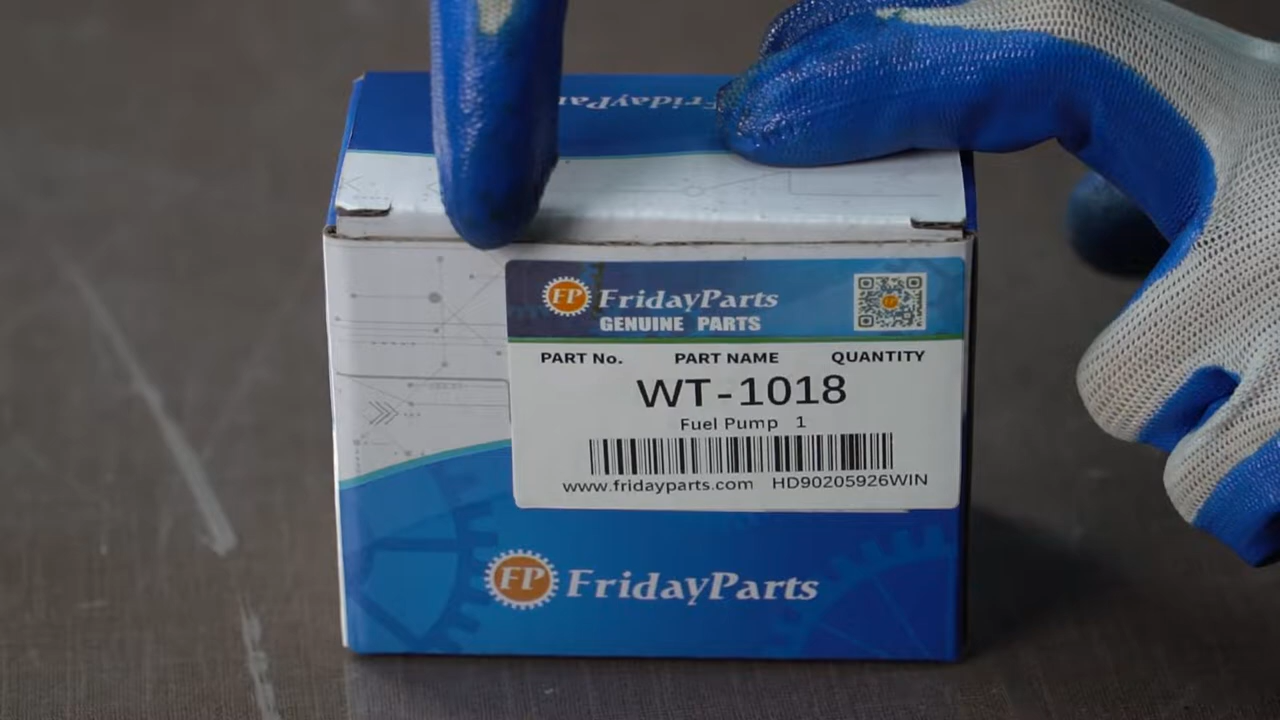 FridayParts
FP FridayParts
GENUINE PARTS
PART No. PART NAME QUANTITY
WT-1018
Fuel Pump 1
www.fridayparts.com HD90205926WIN
FP FridayParts